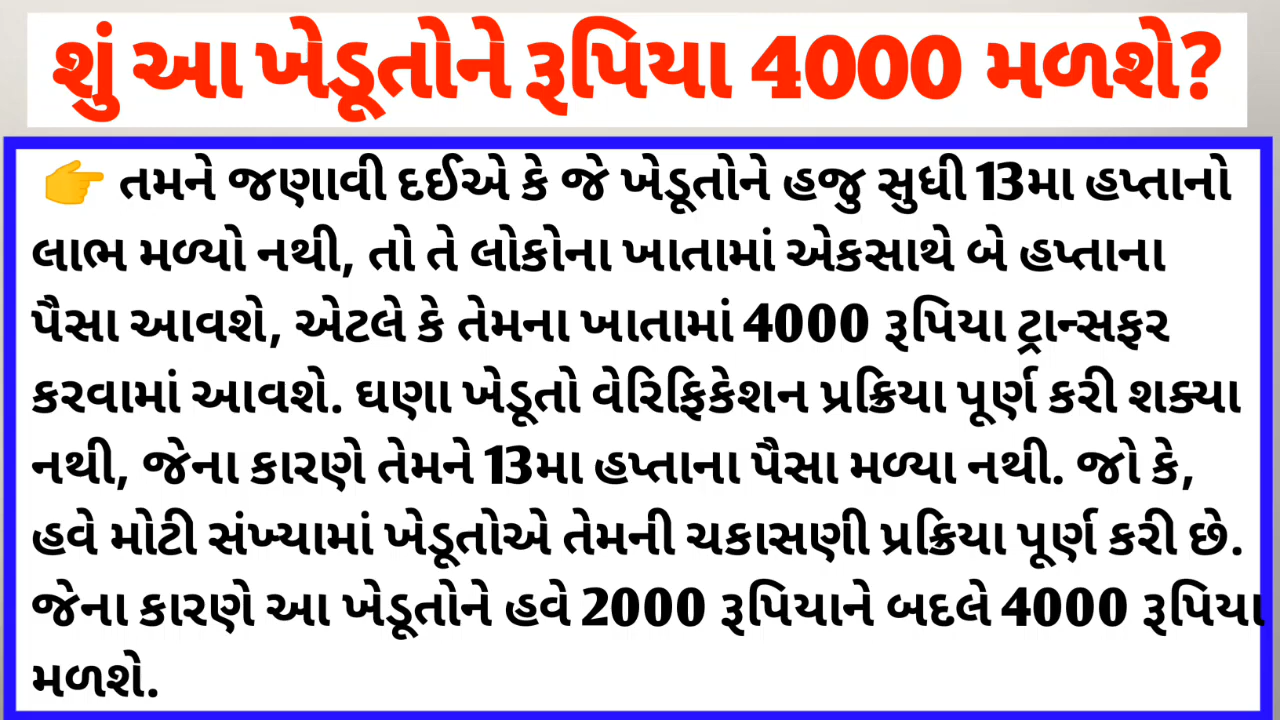 શું આ ખેડૂતોને રૂપિયા 4000 મળશે?
👉 તમને જણાવી દઈએ કે જે ખેડૂતોને હજુ સુધી 13મા હપ્તાનો
લાભ મળ્યો નથી, તો તે લોકોના ખાતામાં એકસાથે બે હપ્તાના
પૈસા આવશે, એટલે કે તેમના ખાતામાં 4000 રૂપિયા ટ્રાન્સફર
કરવામાં આવશે. ઘણા ખેડૂતો વેરિફિકેશન પ્રક્રિયા પૂર્ણ કરી શક્યા
નથી, જેના કારણે તેમને 13મા હપ્તાના પૈસા મળ્યા નથી. જો કે,
હવે મોટી સંખ્યામાં ખેડૂતોએ તેમની ચકાસણી પ્રક્રિયા પૂર્ણ કરી છે.
જેના કારણે આ ખેડૂતોને હવે 2000 રૂપિયાને બદલે 4000 રૂપિયા
મળશે.